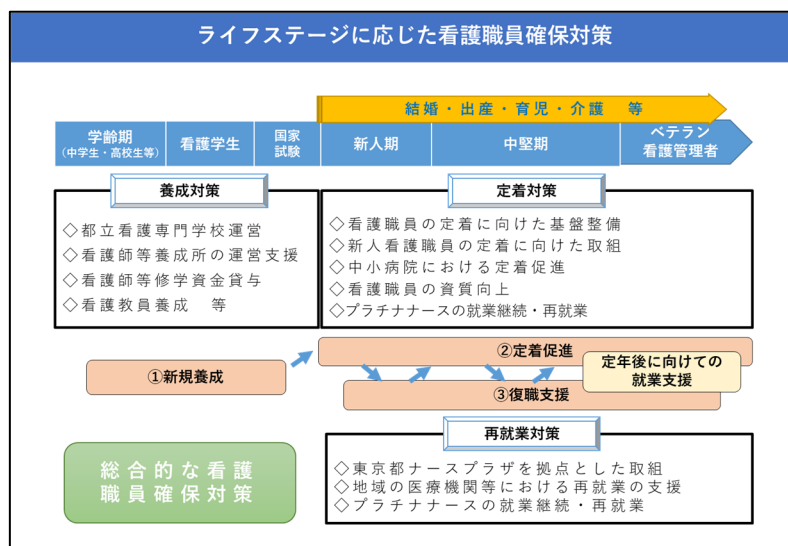 ライフステージに応じた看護職員確保対策
結婚・出産・育児・介護　等
学齢期
（中学生・高校生等）
看護学生
国家
試験
新人期
中堅期
ベテラン
看護管理者
養成対策
◇都立看護専門学校運営
◇看護師等養成所の運営支援
◇看護師等修学資金貸与
◇看護教員養成　等
定着対策
◇看護職員の定着に向けた基盤整備
◇新人看護職員の定着に向けた取組
◇中小病院における定着促進
◇看護職員の資質向上
◇プラチナナースの就業継続・再就業
①新規養成
②定着促進
定年後に向けての
就業支援
③復職支援
再就業対策
◇東京都ナースプラザを拠点とした取組
◇地域の医療機関等における再就業の支援
◇プラチナナースの就業継続・再就業
総合的な看護
職員確保対策